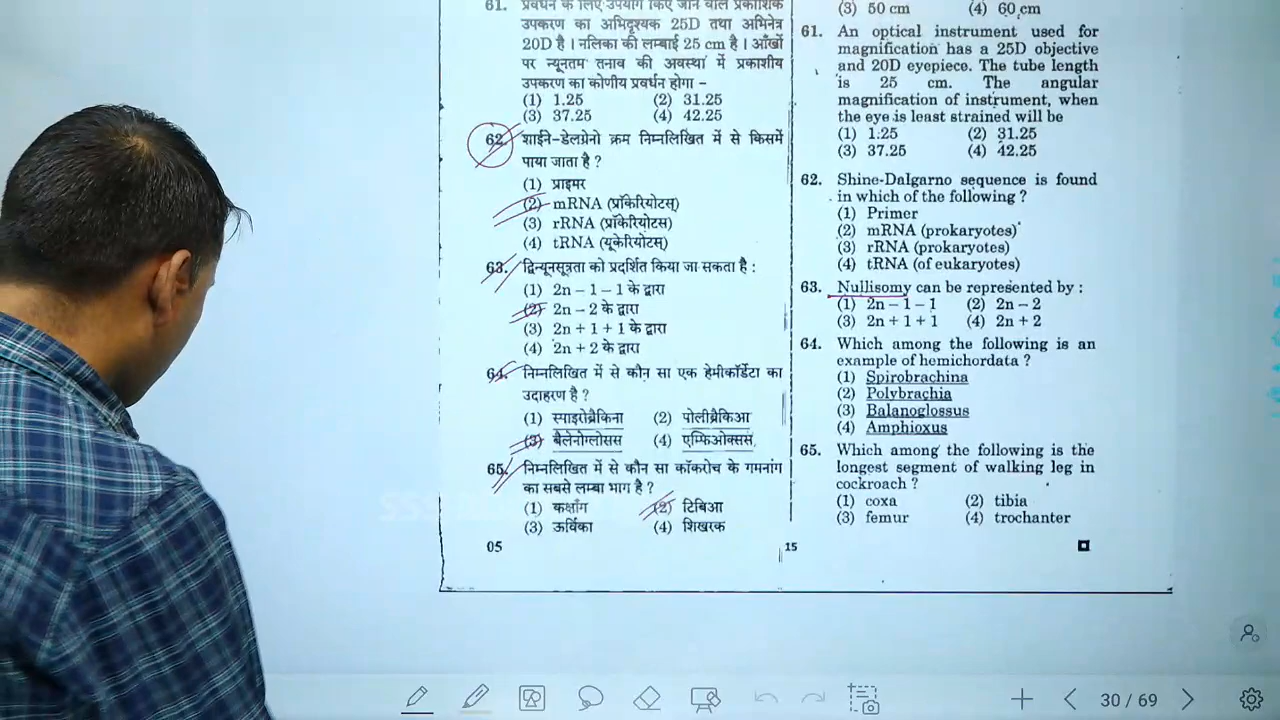 61. प्रवर्धन के लिए उपयोग किए जाने वाले प्रकाशिक
उपकरण का अभिदृश्यक 25D तथा अभिनेत्र
20D है । नलिका की लम्बाई 25 cm है । आँखों
पर न्यूनतम तनाव की अवस्था में प्रकाशीय
उपकरण का कोणीय प्रवर्धन होगा –
(1) 1.25 (2) 31.25
(3) 37.25 (4) 42.25
62. शाईन-डेलग्रेनो क्रम निम्नलिखित में से किसमें
पाया जाता है ?
(1) प्राइमर
(2) mRNA (प्रॉकेरियोटस्)
(3) rRNA (प्रॉकेरियोटस)
(4) tRNA (यूकेरियोटस्)
63. द्विन्यूनसूत्रता को प्रदर्शित किया जा सकता है :
(1) 2n – 1 – 1 के द्वारा
(2) 2n – 2 के द्वारा
(3) 2n + 1 + 1 के द्वारा
(4) 2n + 2 के द्वारा
64. निम्नलिखित में से कौन सा एक हेमीकॉर्डेटा का
उदाहरण है ?
(1) स्पाइरोब्रैकिना (2) पोलीब्रैकिआ
(3) बैलेनोग्लोसस (4) एम्फिओक्सस
65. निम्नलिखित में से कौन सा कॉकरोच के गमनांग
का सबसे लम्बा भाग है ?
(1) कक्षाँग (2) टिबिआ
(3) ऊर्विका (4) शिखरक
05
(3) 50 cm (4) 60 cm
61. An optical instrument used for
magnification has a 25D objective
and 20D eyepiece. The tube length
is 25 cm. The angular
magnification of instrument, when
the eye is least strained will be
(1) 1.25 (2) 31.25
(3) 37.25 (4) 42.25
62. Shine-Dalgarno sequence is found
in which of the following ?
(1) Primer
(2) mRNA (prokaryotes)
(3) rRNA (prokaryotes)
(4) tRNA (of eukaryotes)
63. Nullisomy can be represented by :
(1) 2n – 1 – 1 (2) 2n – 2
(3) 2n + 1 + 1 (4) 2n + 2
64. Which among the following is an
example of hemichordata ?
(1) Spirobrachina
(2) Polybrachia
(3) Balanoglossus
(4) Amphioxus
65. Which among the following is the
longest segment of walking leg in
cockroach ?
(1) coxa (2) tibia
(3) femur (4) trochanter
15
30 / 69